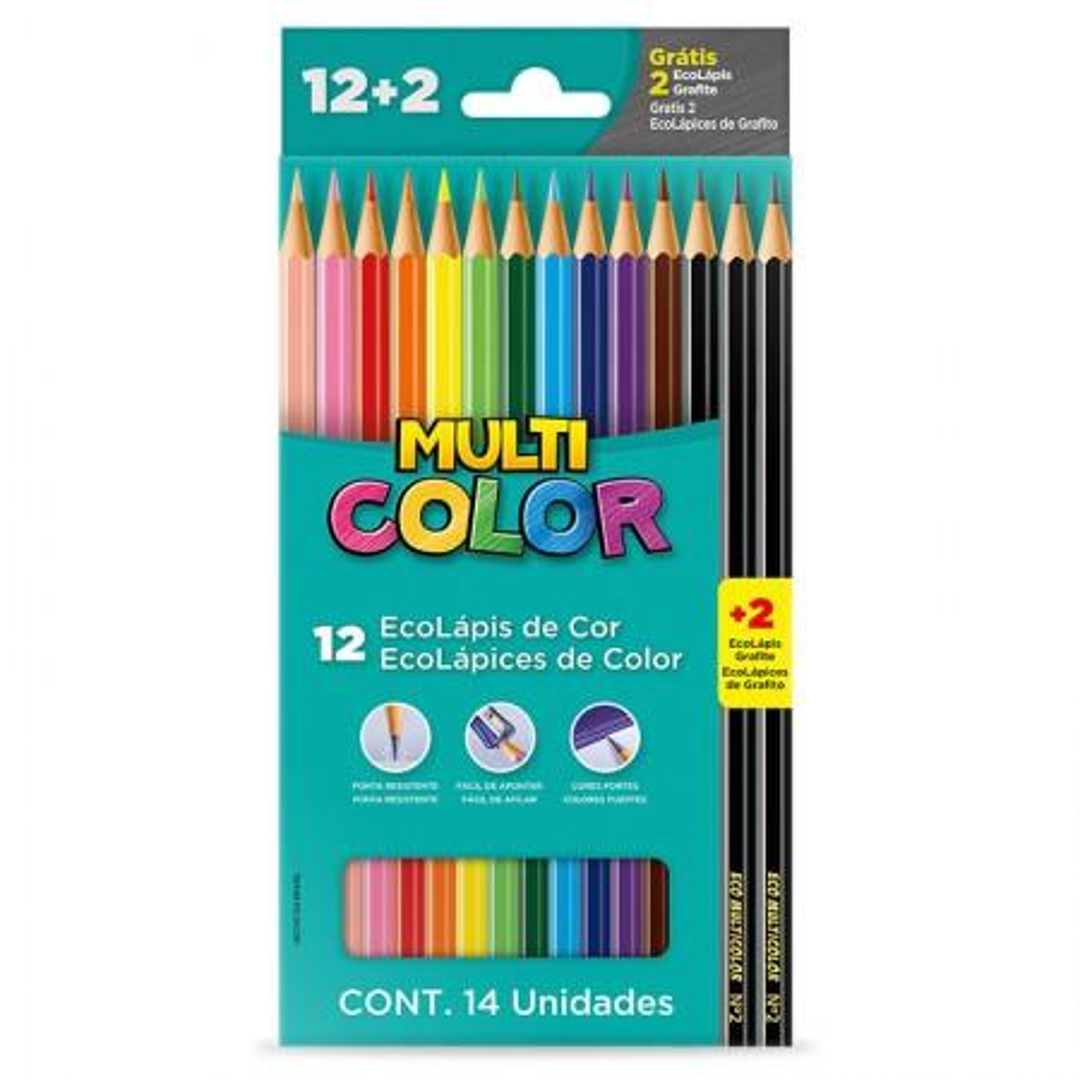 12+2
Grátis
2 EcoLápis
Grafite
Gratis 2
EcoLápices de Grafito
MULTI
COLOR
12 EcoLápis de Cor
EcoLápices de Color
+2
EcoLápis
Grafite
EcoLápices
de Grafito
PONTA RESISTENTE
PUNTA RESISTENTE
FÁCIL DE APONTAR
FÁCIL DE AFILAR
CORES FORTES
COLORES FUERTES
ECO MULTICOLOR Nº2
ECO MULTICOLOR Nº2
CONT. 14 Unidades